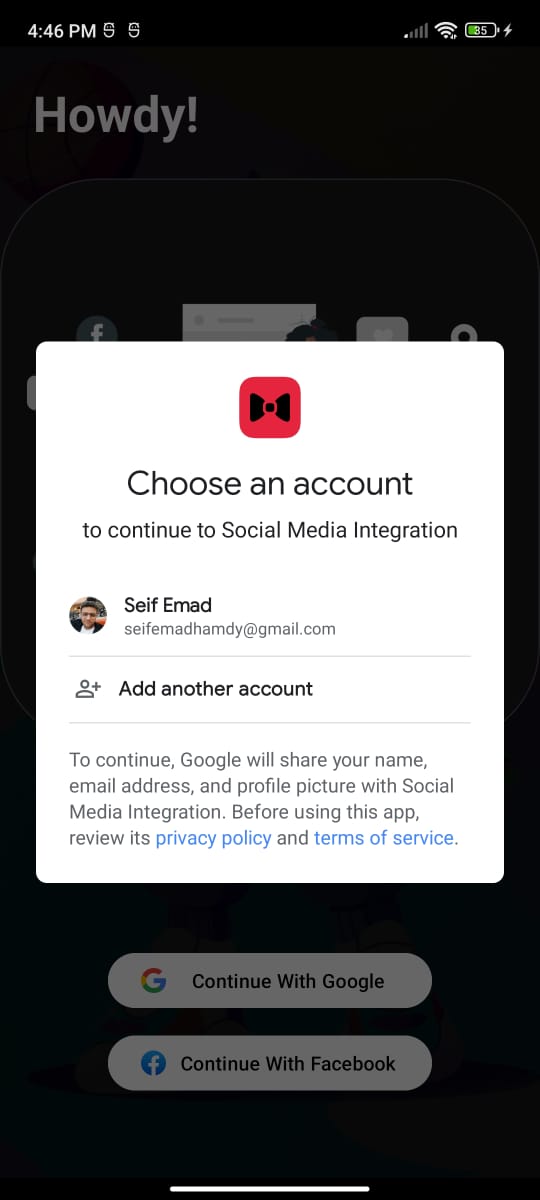 4:46 PM
35
Howdy!
Choose an account
to continue to Social Media Integration
Seif Emad
seifemadhamdy@gmail.com
Add another account
To continue, Google will share your name,
email address, and profile picture with Social
Media Integration. Before using this app,
review its privacy policy and terms of service.
Continue With Google
Continue With Facebook